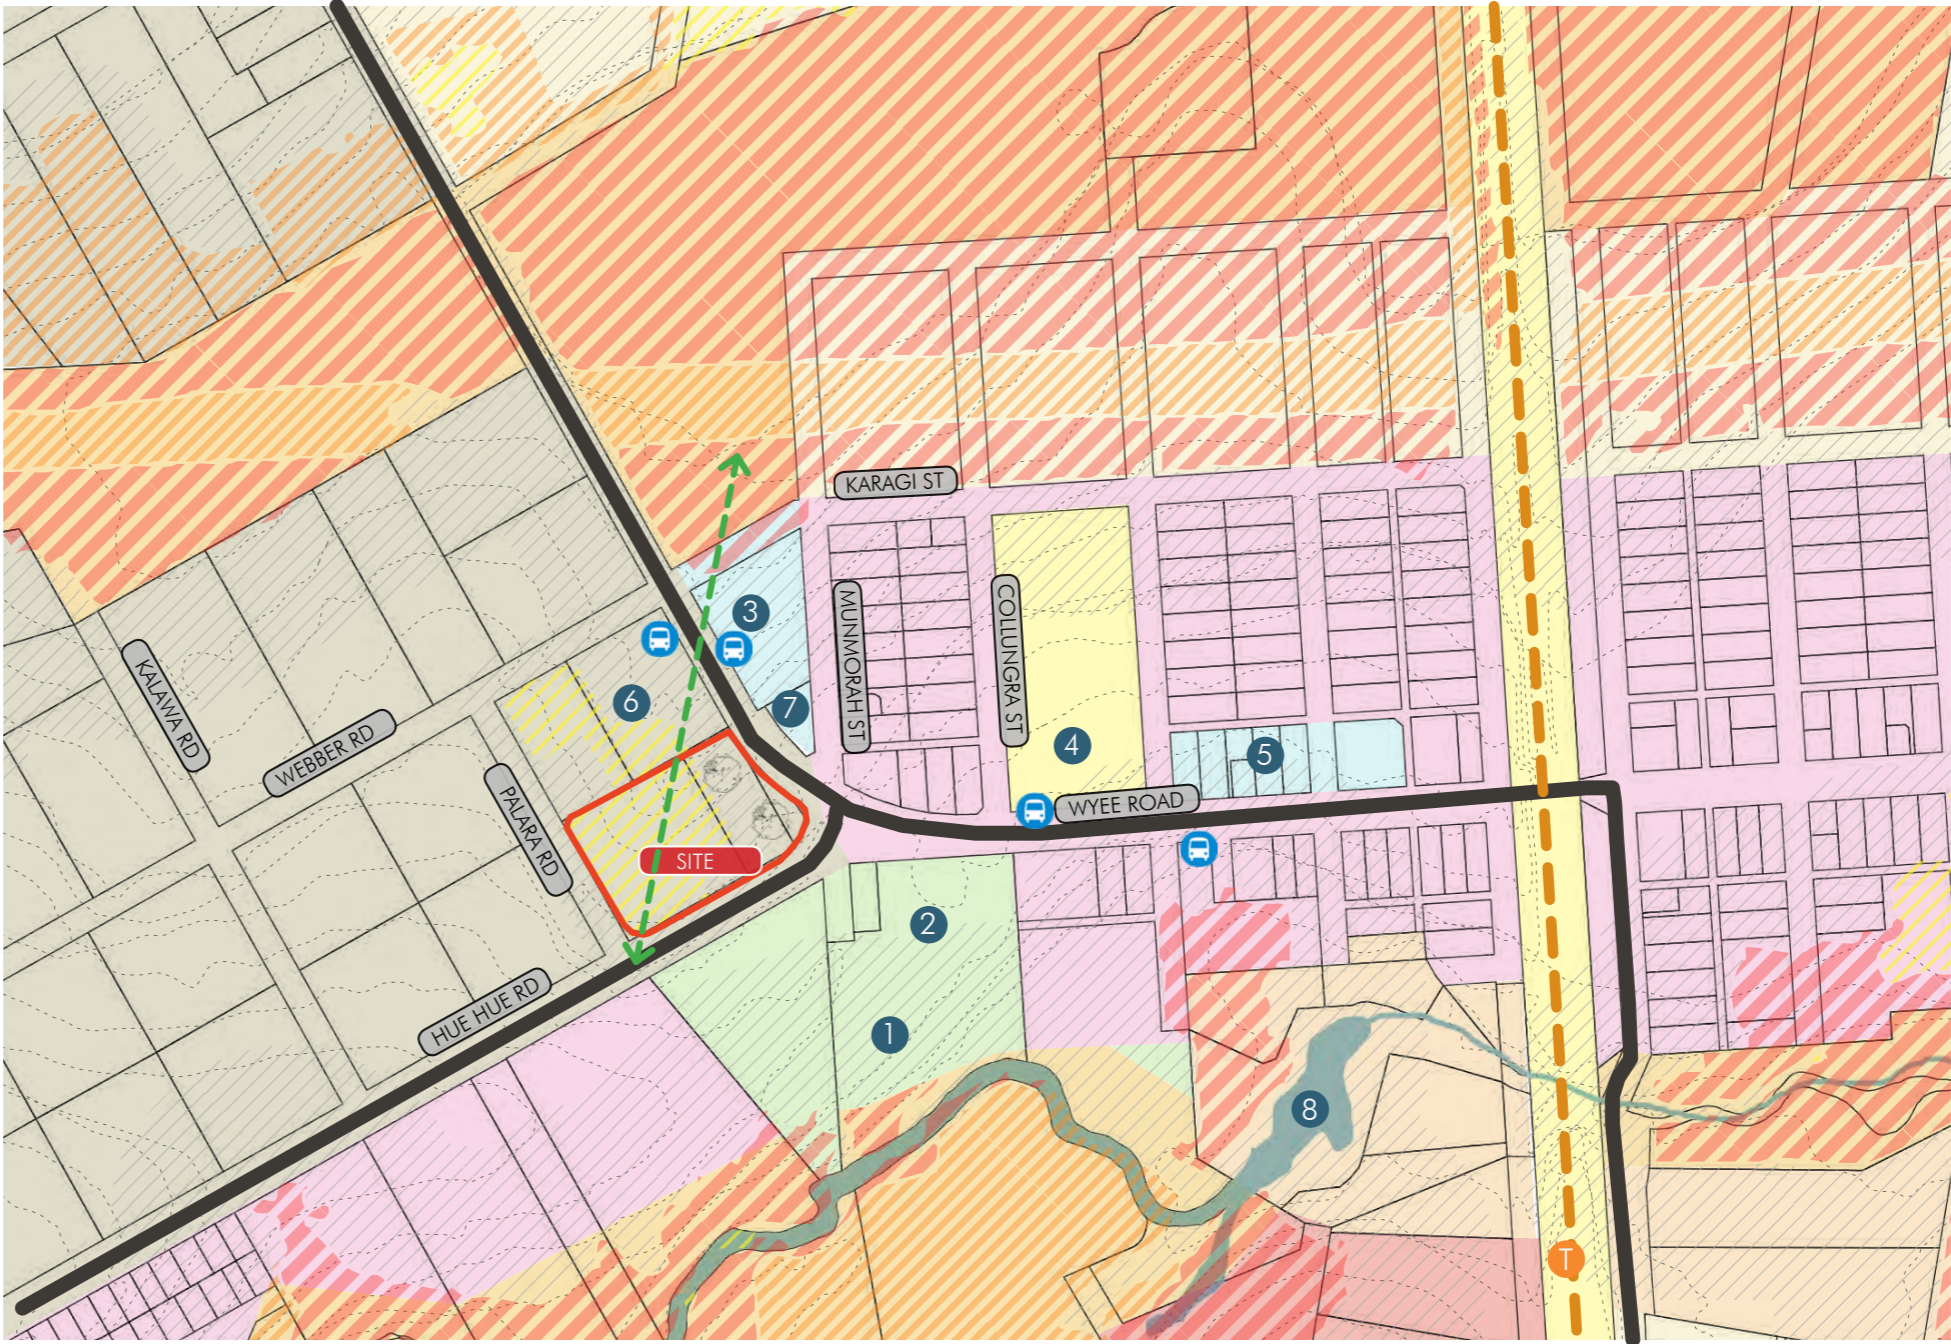 KARAGI ST
MUNMORAH ST
COLLUNGRA ST
3
KALAWA RD
WEBBER RD
6
7
4
5
PALARA RD
WYEE ROAD
SITE
2
HUE HUE RD
1
8
T